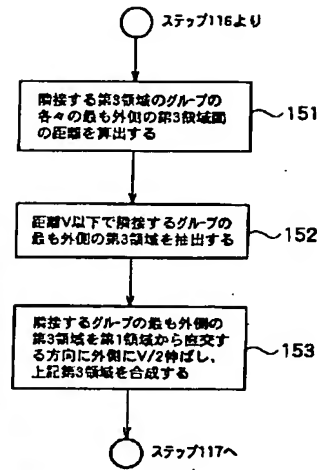 ステップ116より
隣接する第3領域のグループの
各々の最も外側の第3領域間
の距離を算出する
151
距離V以下で隣接するグループの
最も外側の第3領域を抽出する
152
隣接するグループの最も外側の
第3領域を第1領域から直交す
る方向に外側にV/2伸ばし、
上記第3領域を合成する
153
ステップ117へ